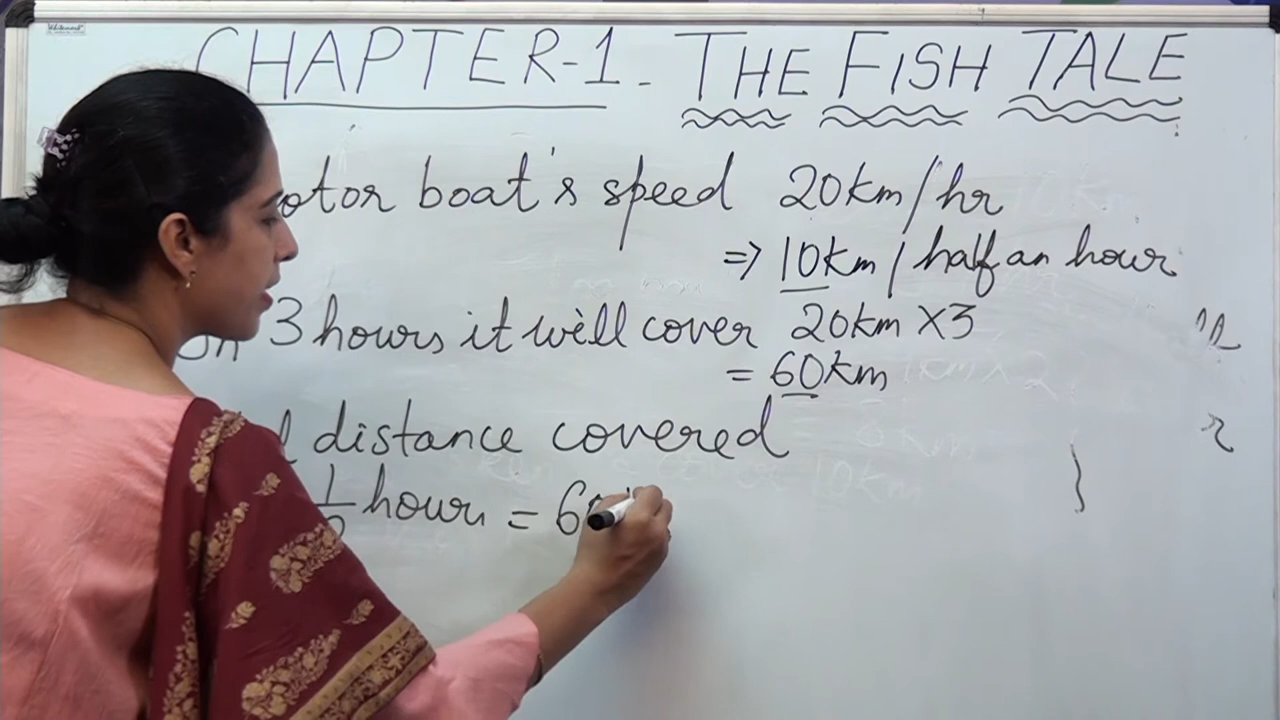 CHAPTER-1. THE FISH TALE
otor boat's speed 20km/hr
=> 10km/half an hour
3 hours it will cover 20km X3
= 60km
distance covered
hour = 6